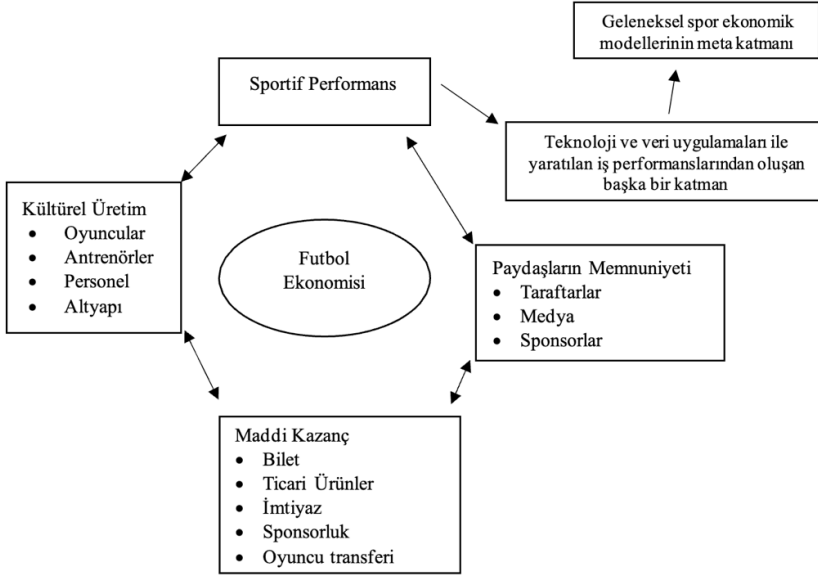 Geleneksel spor ekonomik
modellerinin meta katmanı
Sportif Performans
Teknoloji ve veri uygulamaları ile
yaratılan iş performanslarından oluşan
başka bir katman
Kültürel Üretim
• Oyuncular
• Antrenörler
• Personel
• Altyapı
Futbol
Ekonomisi
Paydaşların Memnuniyeti
• Taraftarlar
• Medya
• Sponsorlar
Maddi Kazanç
• Bilet
• Ticari Ürünler
• İmtiyaz
• Sponsorluk
• Oyuncu transferi